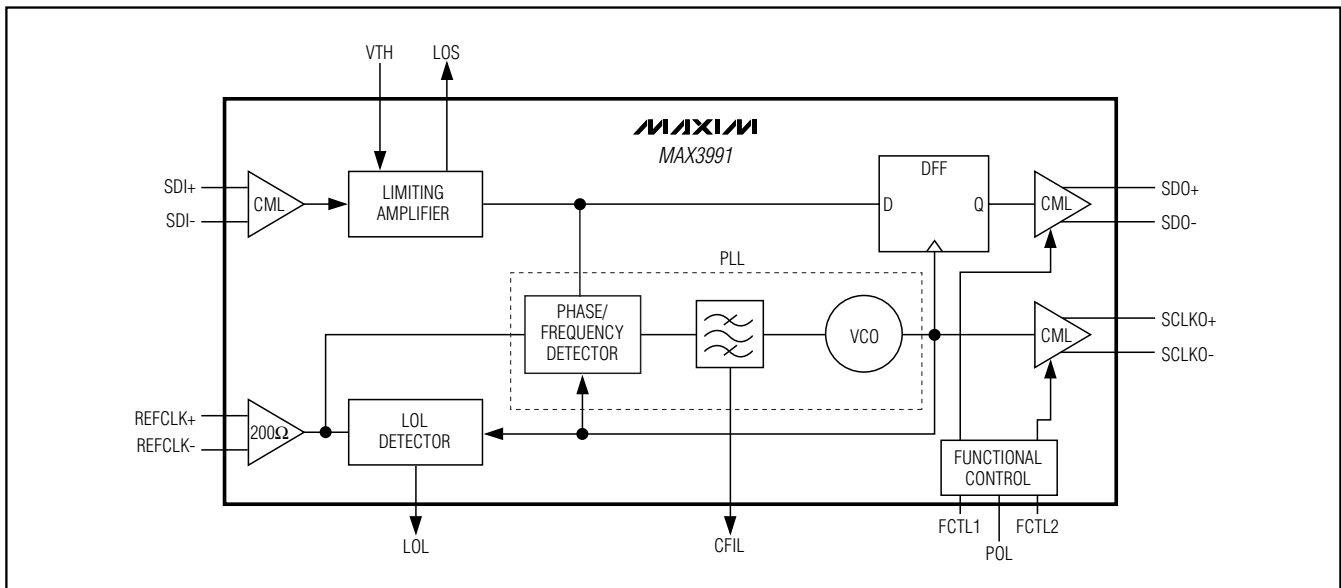 VTH
LOS
MAXIM
MAX3991
DFF
SDI+
SDI-
CML
LIMITING
AMPLIFIER
D
Q
CML
SDO+
SDO-
PLL
PHASE/
FREQUENCY
DETECTOR
VCO
CML
SCLKO+
SCLKO-
REFCLK+
REFCLK-
200Ω
LOL
DETECTOR
FUNCTIONAL
CONTROL
LOL
CFIL
FCTL1
POL
FCTL2